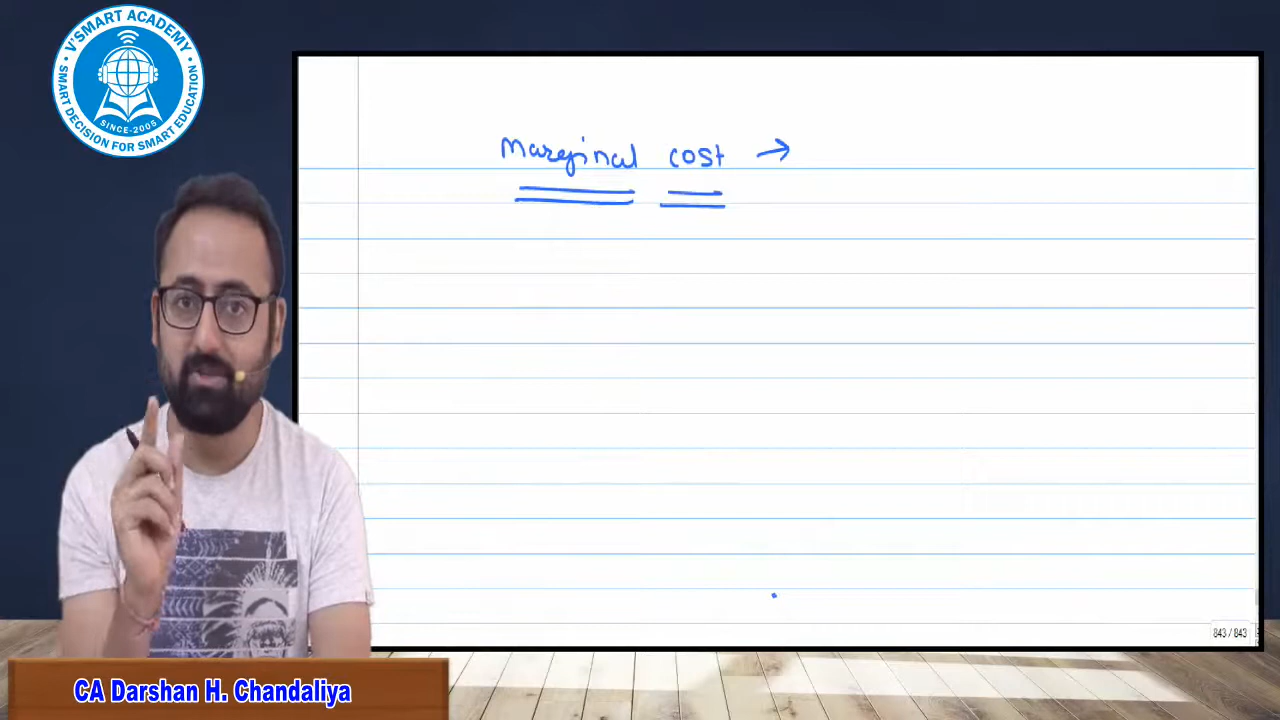 V'SMART ACADEMY
SINCE-2005
SMART DECISION FOR SMART EDUCATION
Marginal cost →
843 / 843
CA Darshan H. Chandaliya